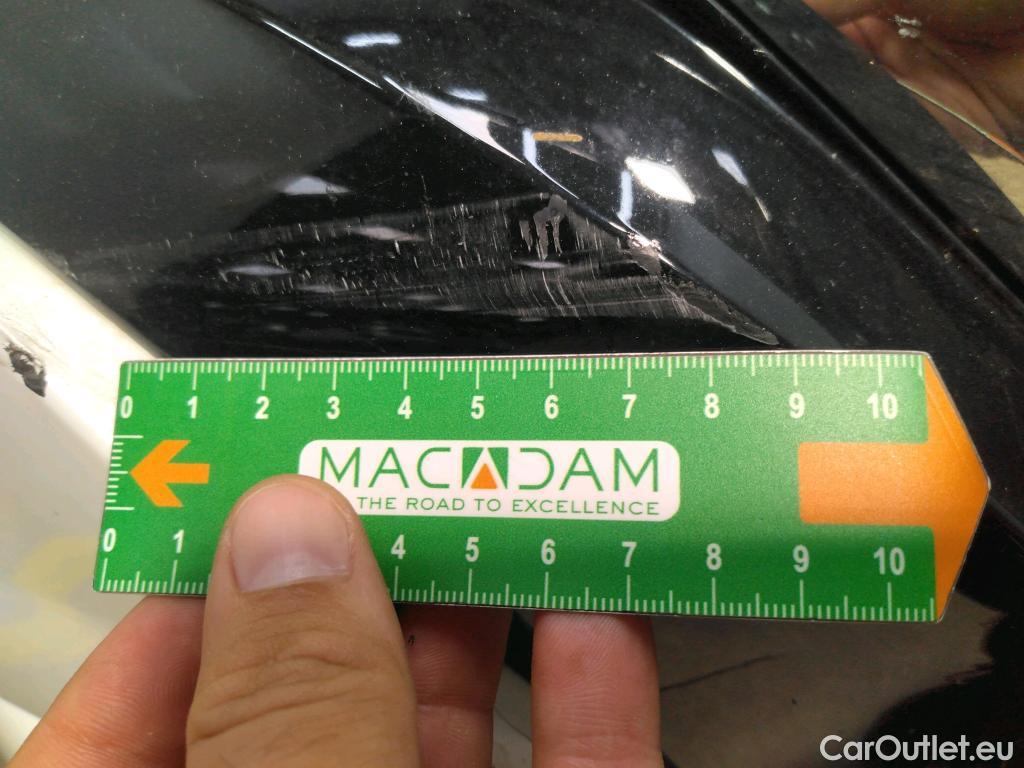 0 1 2 3 4 5 6 7 8 9 10
MACADAM
THE ROAD TO EXCELLENCE
0 1 4 5 6 7 8 9 10
CarOutlet.eu